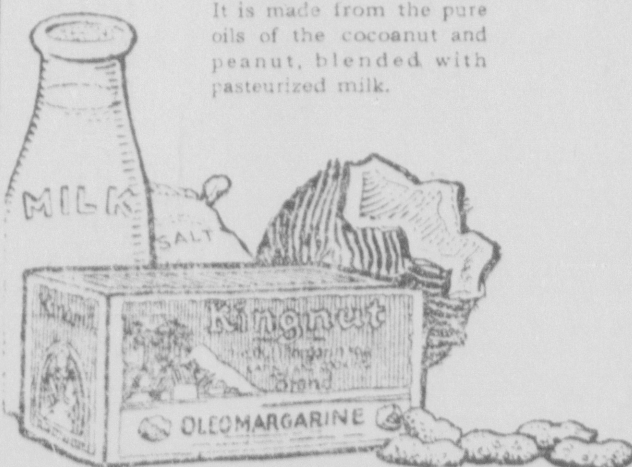 It is made from the pure
oils of the cocoanut and
peanut, blended with
pasteurized milk.
MILK
SALT
Kingnut
Kingnut
Brand
OLEOMARGARINE